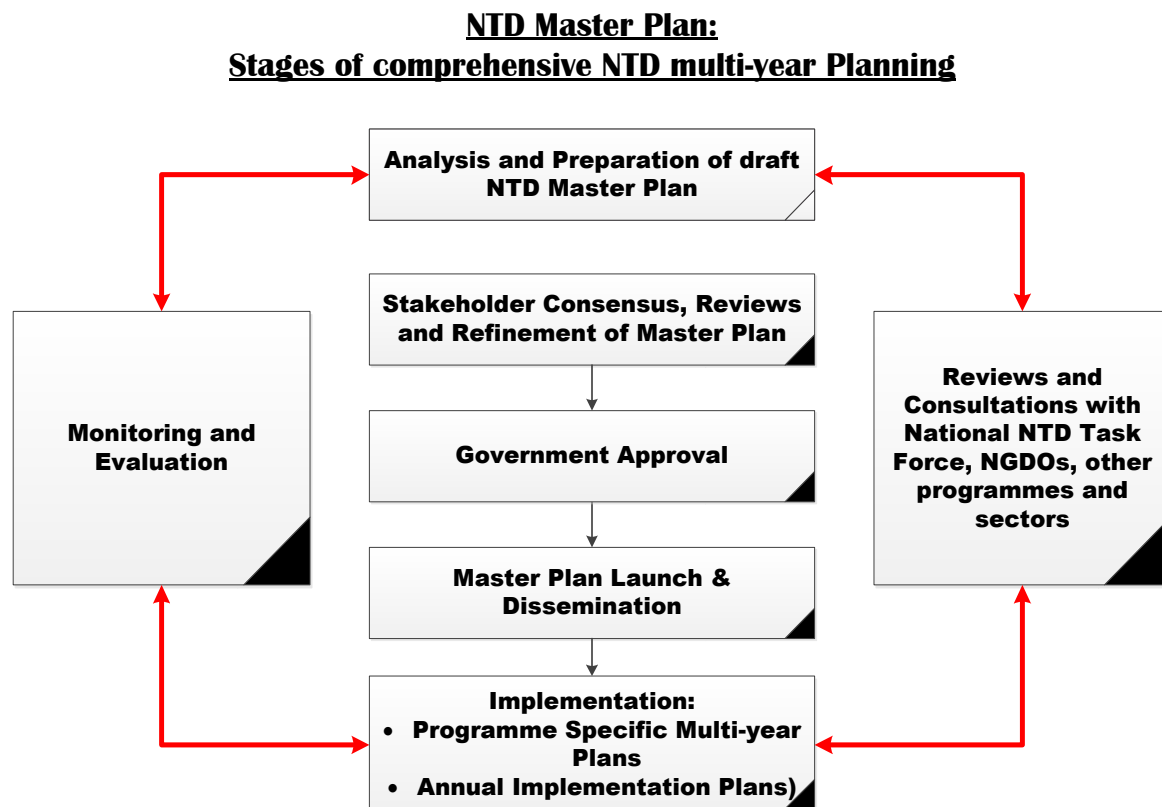 NTD Master Plan:
Stages of comprehensive NTD multi-year Planning
Analysis and Preparation of draft
NTD Master Plan
Stakeholder Consensus, Reviews
and Refinement of Master Plan
Monitoring and
Evaluation
Government Approval
Reviews and
Consultations with
National NTD Task
Force, NGDOs, other
programmes and
sectors
Master Plan Launch &
Dissemination
Implementation:
• Programme Specific Multi-year
Plans
• Annual Implementation Plans)